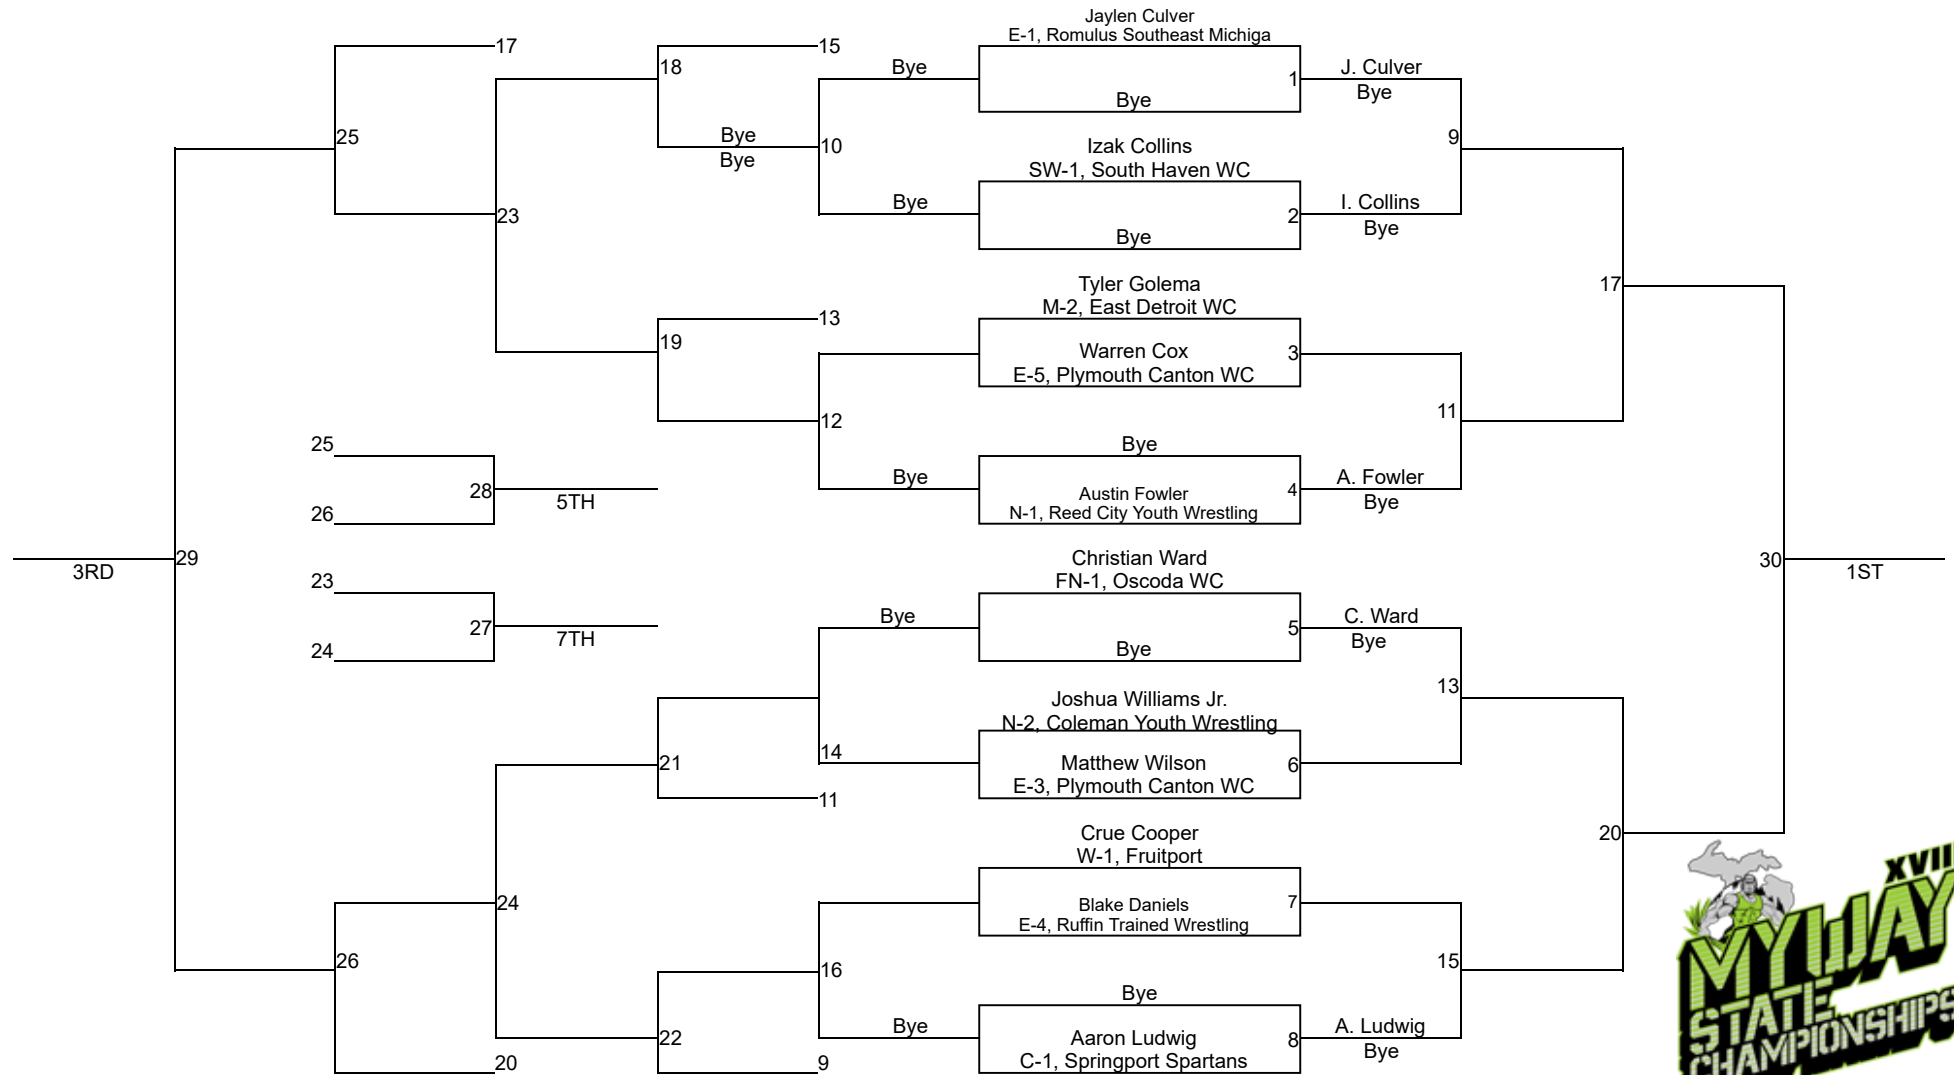 Jaylen Culver
E-1, Romulus Southeast Michiga
17
15
18
Bye
1
J. Culver
Bye
Bye
25
Bye
Bye
10
Izak Collins
SW-1, South Haven WC
9
23
Bye
2
I. Collins
Bye
Bye
Tyler Golema
M-2, East Detroit WC
17
13
19
Warren Cox
E-5, Plymouth Canton WC
3
12
11
25
Bye
28
5TH
Bye
Austin Fowler
N-1, Reed City Youth Wrestling
4
A. Fowler
Bye
26
29
3RD
Christian Ward
FN-1, Oscoda WC
30
1ST
23
27
7TH
Bye
5
C. Ward
Bye
Bye
24
13
Joshua Williams Jr.
N-2, Coleman Youth Wrestling
21
14
Matthew Wilson
E-3, Plymouth Canton WC
6
11
Crue Cooper
W-1, Fruitport
20
24
Blake Daniels
E-4, Ruffin Trained Wrestling
7
26
16
15
Bye
22
Bye
Aaron Ludwig
C-1, Springport Spartans
8
A. Ludwig
Bye
20
9
XVII
MYWAY
STATE
CHAMPIONSHIPS